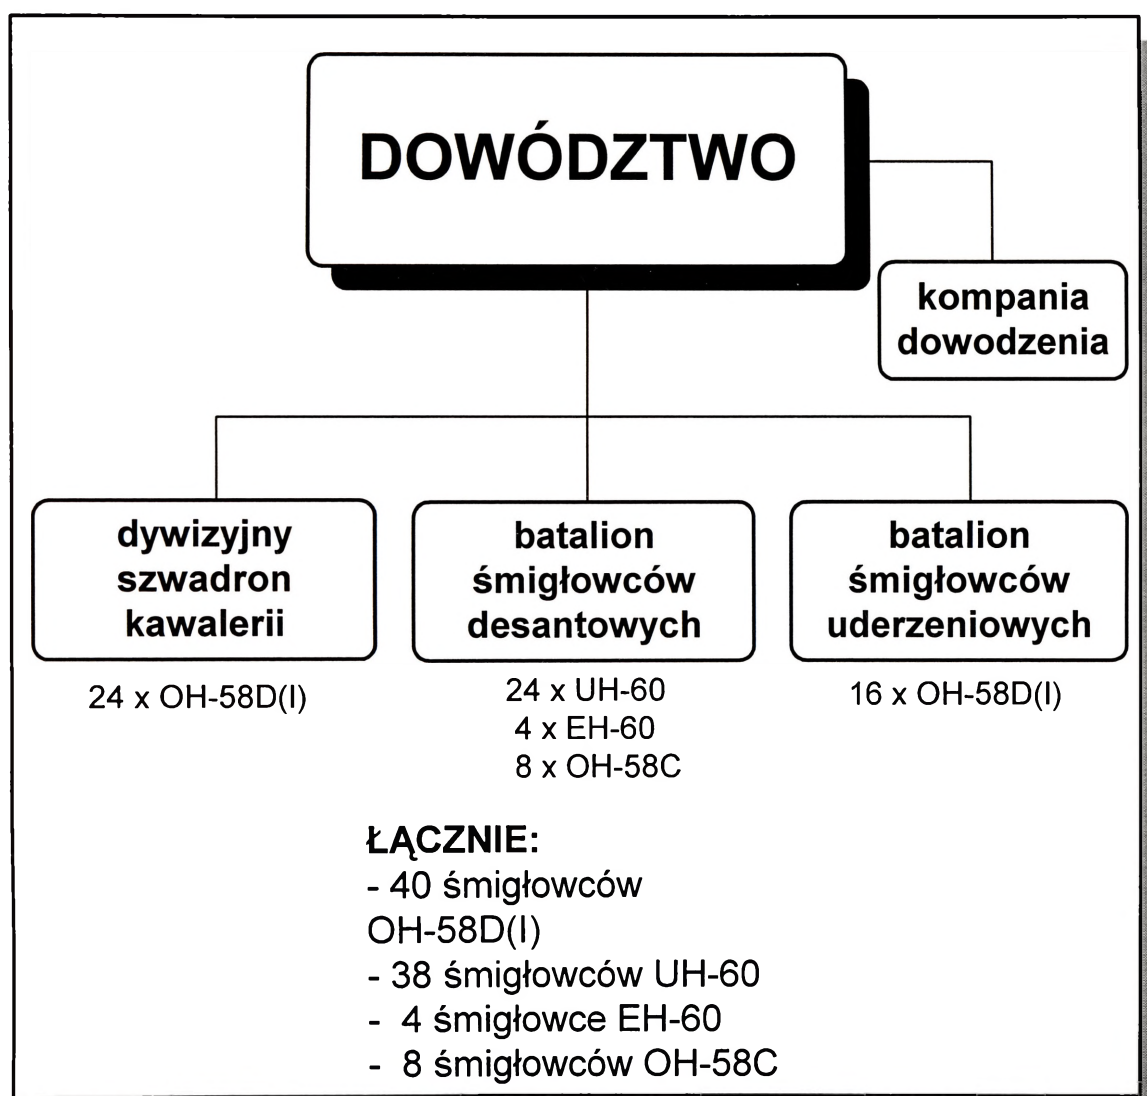 DOWÓDZTWO
kompania
dowodzenia
dywizyjny
szwadron
kawalerii
batalion
śmigłowców
desantowych
batalion
śmigłowców
uderzeniowych
24 x OH-58D(I)
24 x UH-60
4 x EH-60
8 x OH-58C
16 x OH-58D(I)
ŁĄCZNIE:
- 40 śmigłowców
OH-58D(I)
- 38 śmigłowców UH-60
- 4 śmigłowce EH-60
- 8 śmigłowców OH-58C